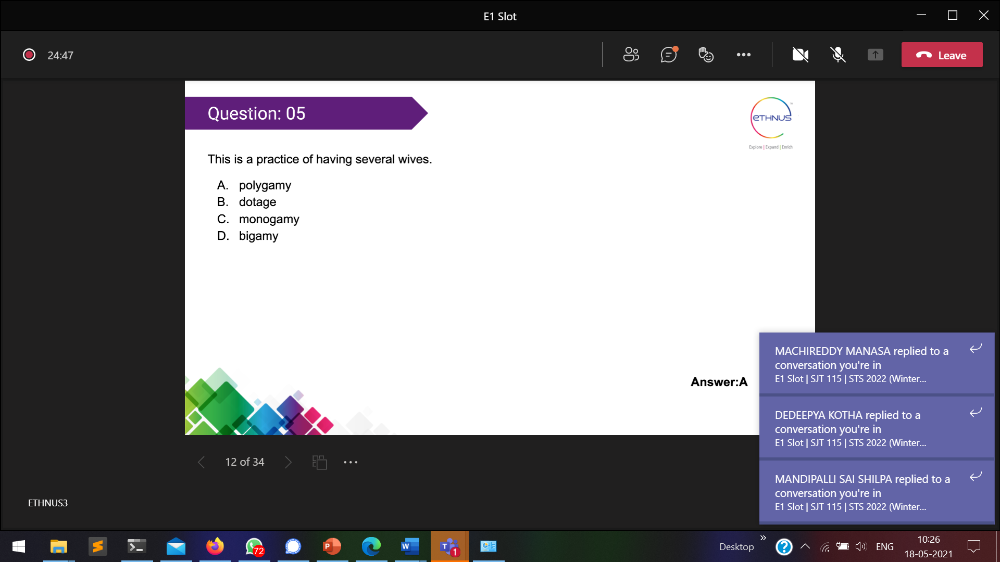 E1 Slot
24:47
Leave
Question: 05
ETHNUS
Explore | Expand | Enrich
This is a practice of having several wives.
A. polygamy
B. dotage
C. monogamy
D. bigamy
Answer:A
MACHIREDDY MANASA replied to a
conversation you're in
E1 Slot | SJT 115 | STS 2022 (Winter...
DEDEEPYA KOTHA replied to a
conversation you're in
E1 Slot | SJT 115 | STS 2022 (Winter...
MANDIPALLI SAI SHILPA replied to a
conversation you're in
E1 Slot | SJT 115 | STS 2022 (Winter...
12 of 34
ETHNUS3
72
P
W
T
1
Desktop
ENG
10:26
18-05-2021